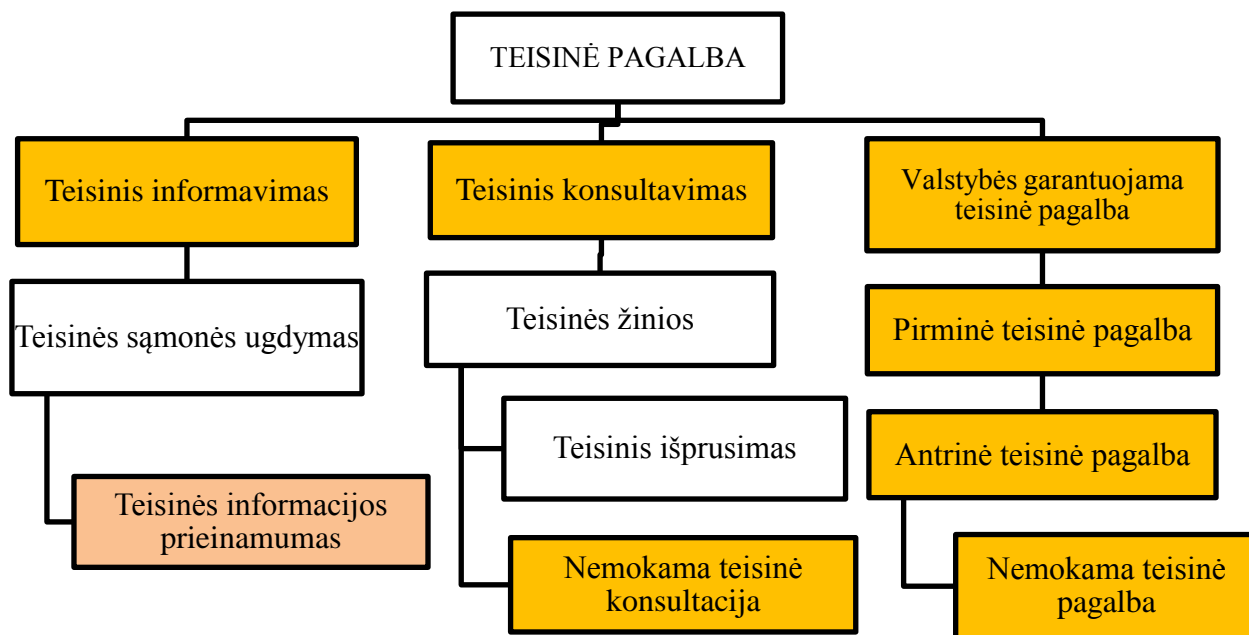 TEISINĖ PAGALBA
Teisinis informavimas
Teisinis konsultavimas
Valstybės garantuojama
teisinė pagalba
Teisinės sąmonės ugdymas
Teisinės žinios
Pirminė teisinė pagalba
Teisinis išprusimas
Antrinė teisinė pagalba
Teisinės informacijos
prieinamumas
Nemokama teisinė
konsultacija
Nemokama teisinė
pagalba